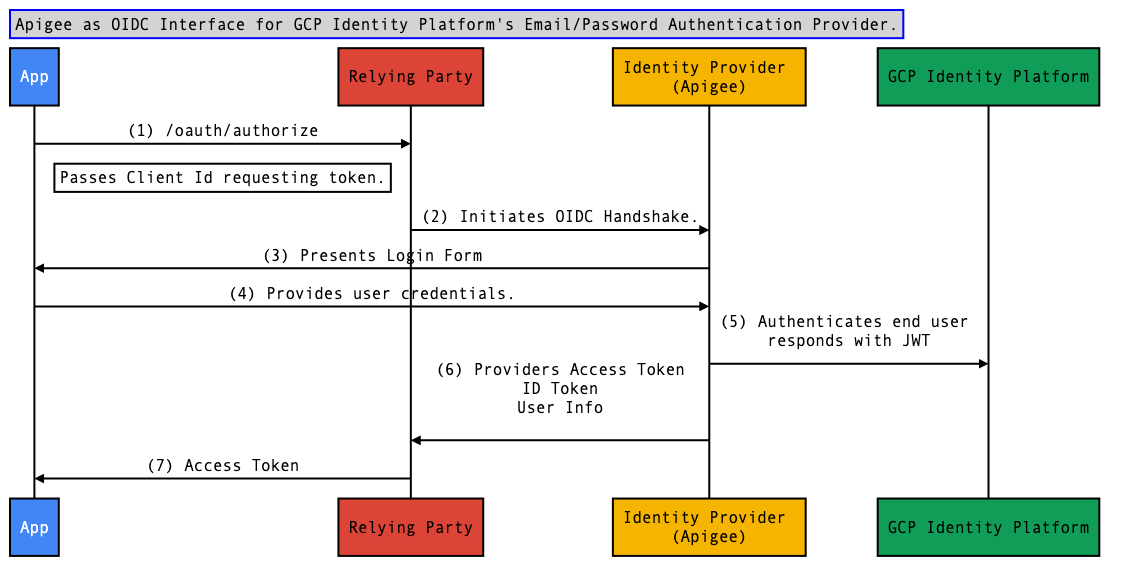 Apigee as OIDC Interface for GCP Identity Platform's Email/Password Authentication Provider.
App
Relying Party
Identity Provider
(Apigee)
GCP Identity Platform
(1) /oauth/authorize
Passes Client Id requesting token.
(2) Initiates OIDC Handshake.
(3) Presents Login Form
(4) Provides user credentials.
(5) Authenticates end user
responds with JWT
(6) Providers Access Token
ID Token
User Info
(7) Access Token
App
Relying Party
Identity Provider
(Apigee)
GCP Identity Platform